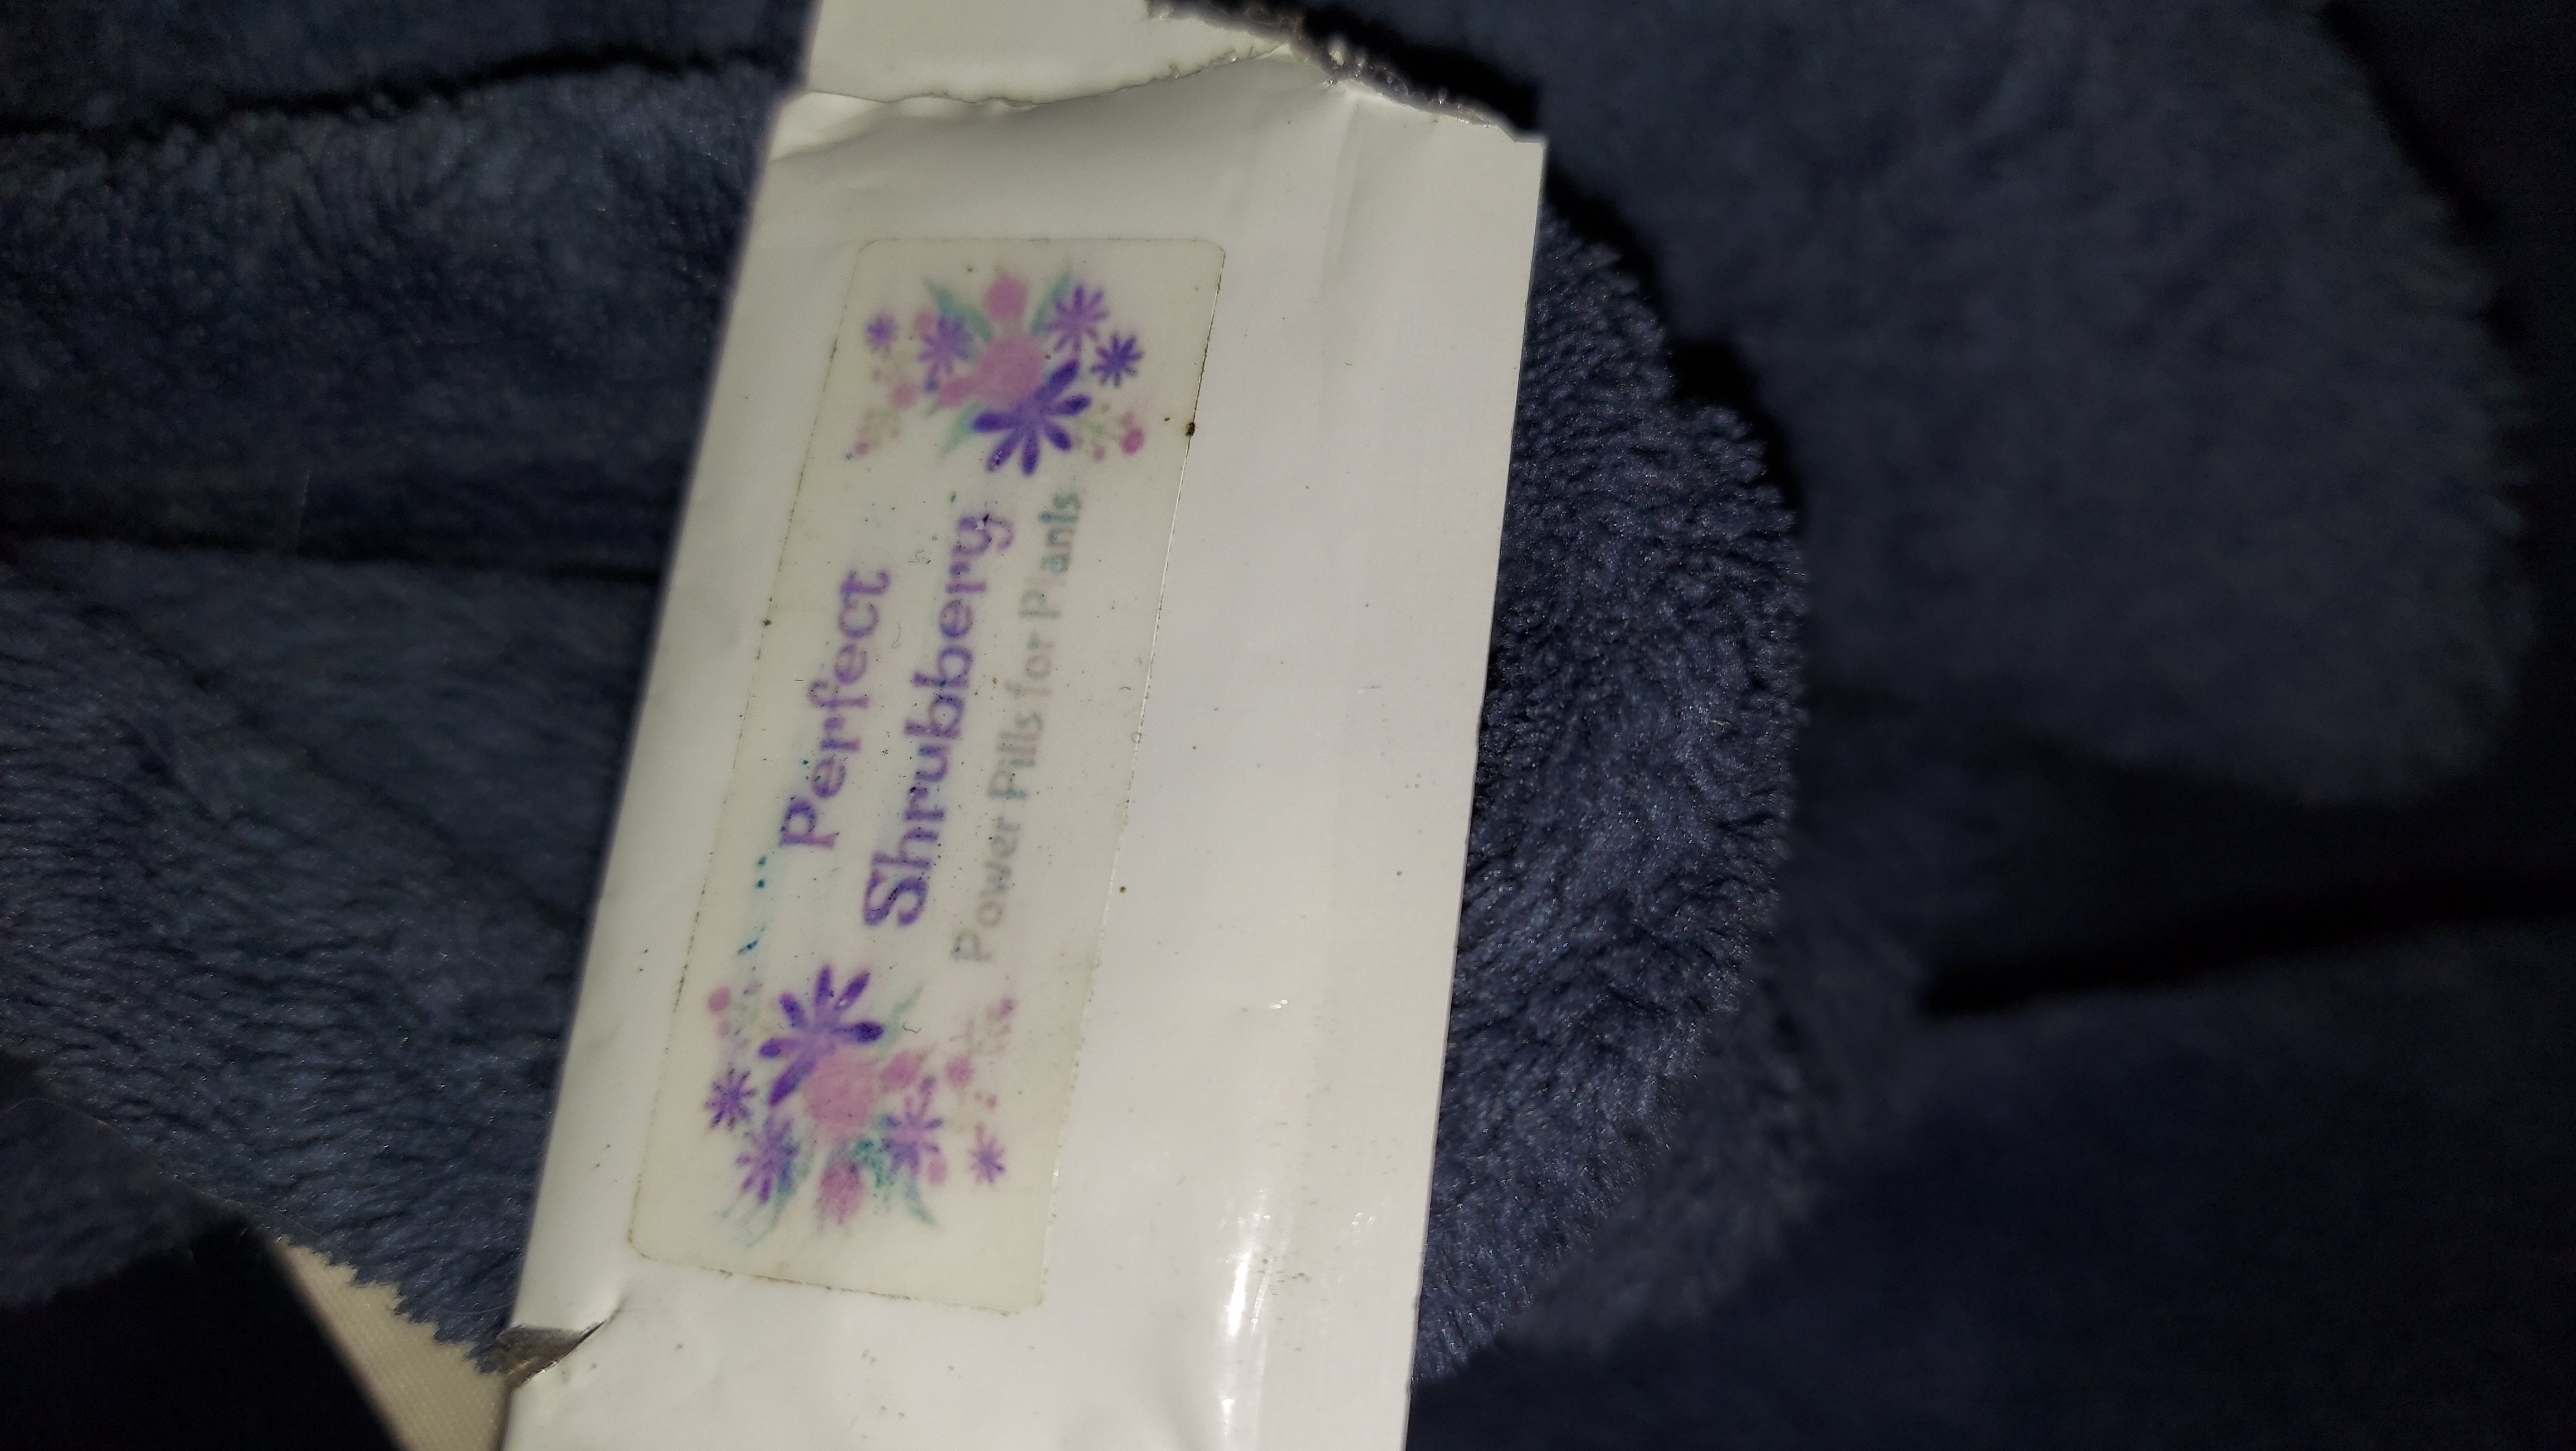 Perfect
Shrubbery
Power Pills for Plants